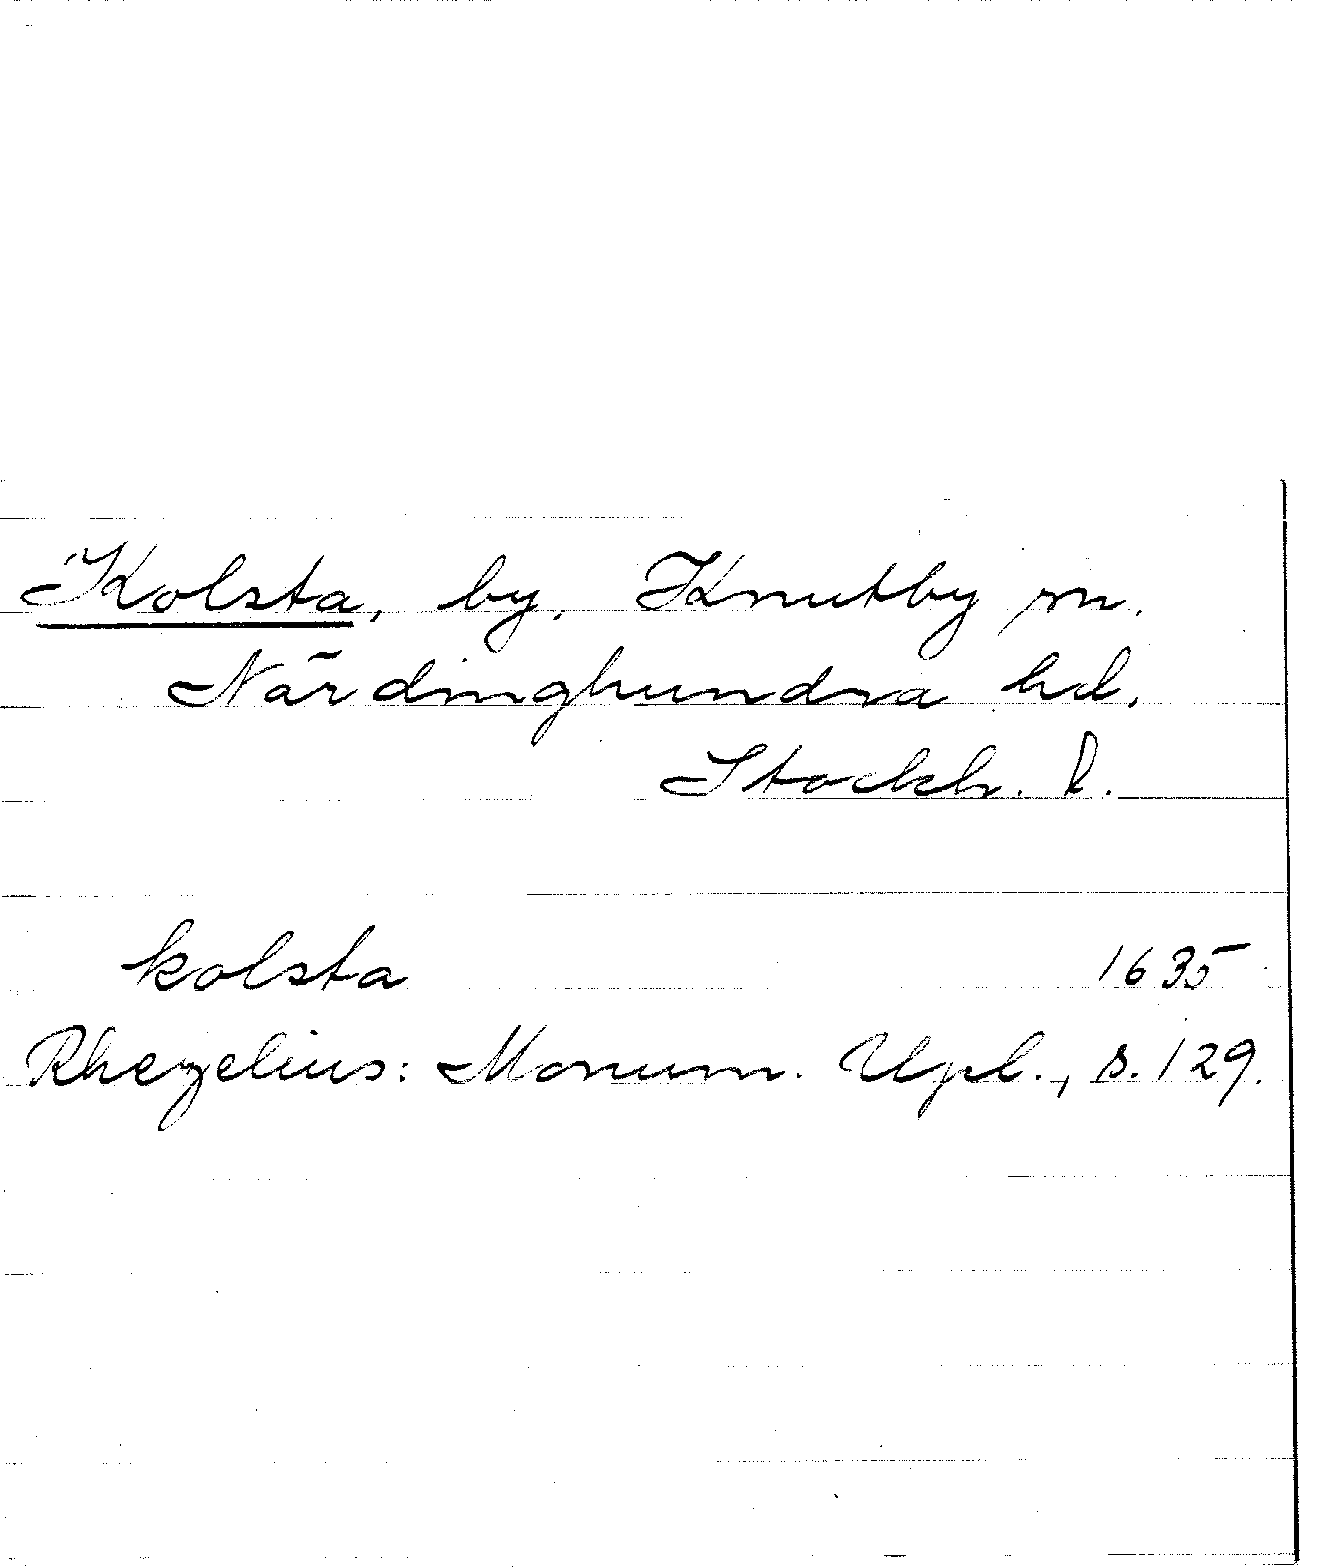 Kolsta, by, Knutby sn.
Närdinghundra hd.
Stockh. l.
kolsta 1635
Rhezelius: Monum. Upl., s. 129.